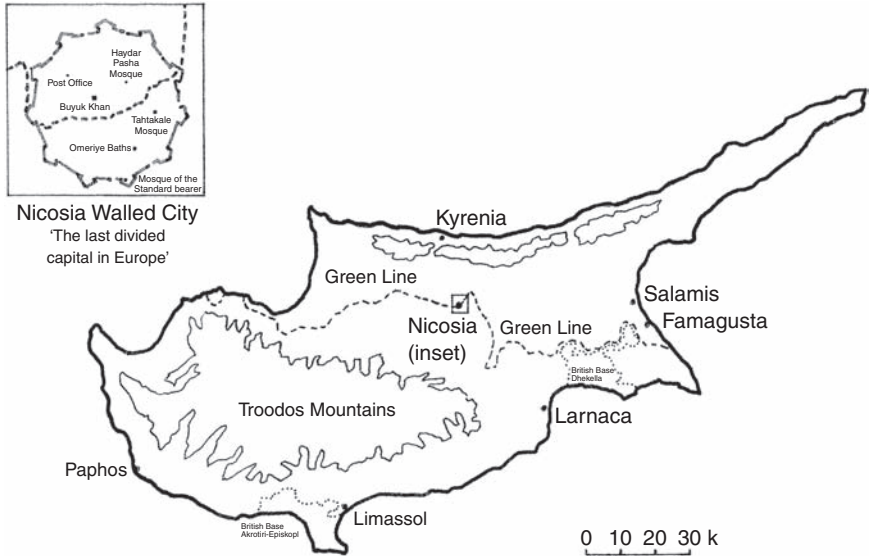 Haydar
Pasha
Mosque
Post Office
Buyuk Khan
Tahtakale
Mosque
Omeriye Baths
Mosque of the
Standard bearer
Nicosia Walled City
'The last divided
capital in Europe'
Kyrenia
Green Line
Salamis
Famagusta
Nicosia
(inset)
Green Line
British Base
Dhekella
Troodos Mountains
Larnaca
Paphos
Limassol
British Base
Akrotiri-Episkopl
0 10 20 30 k